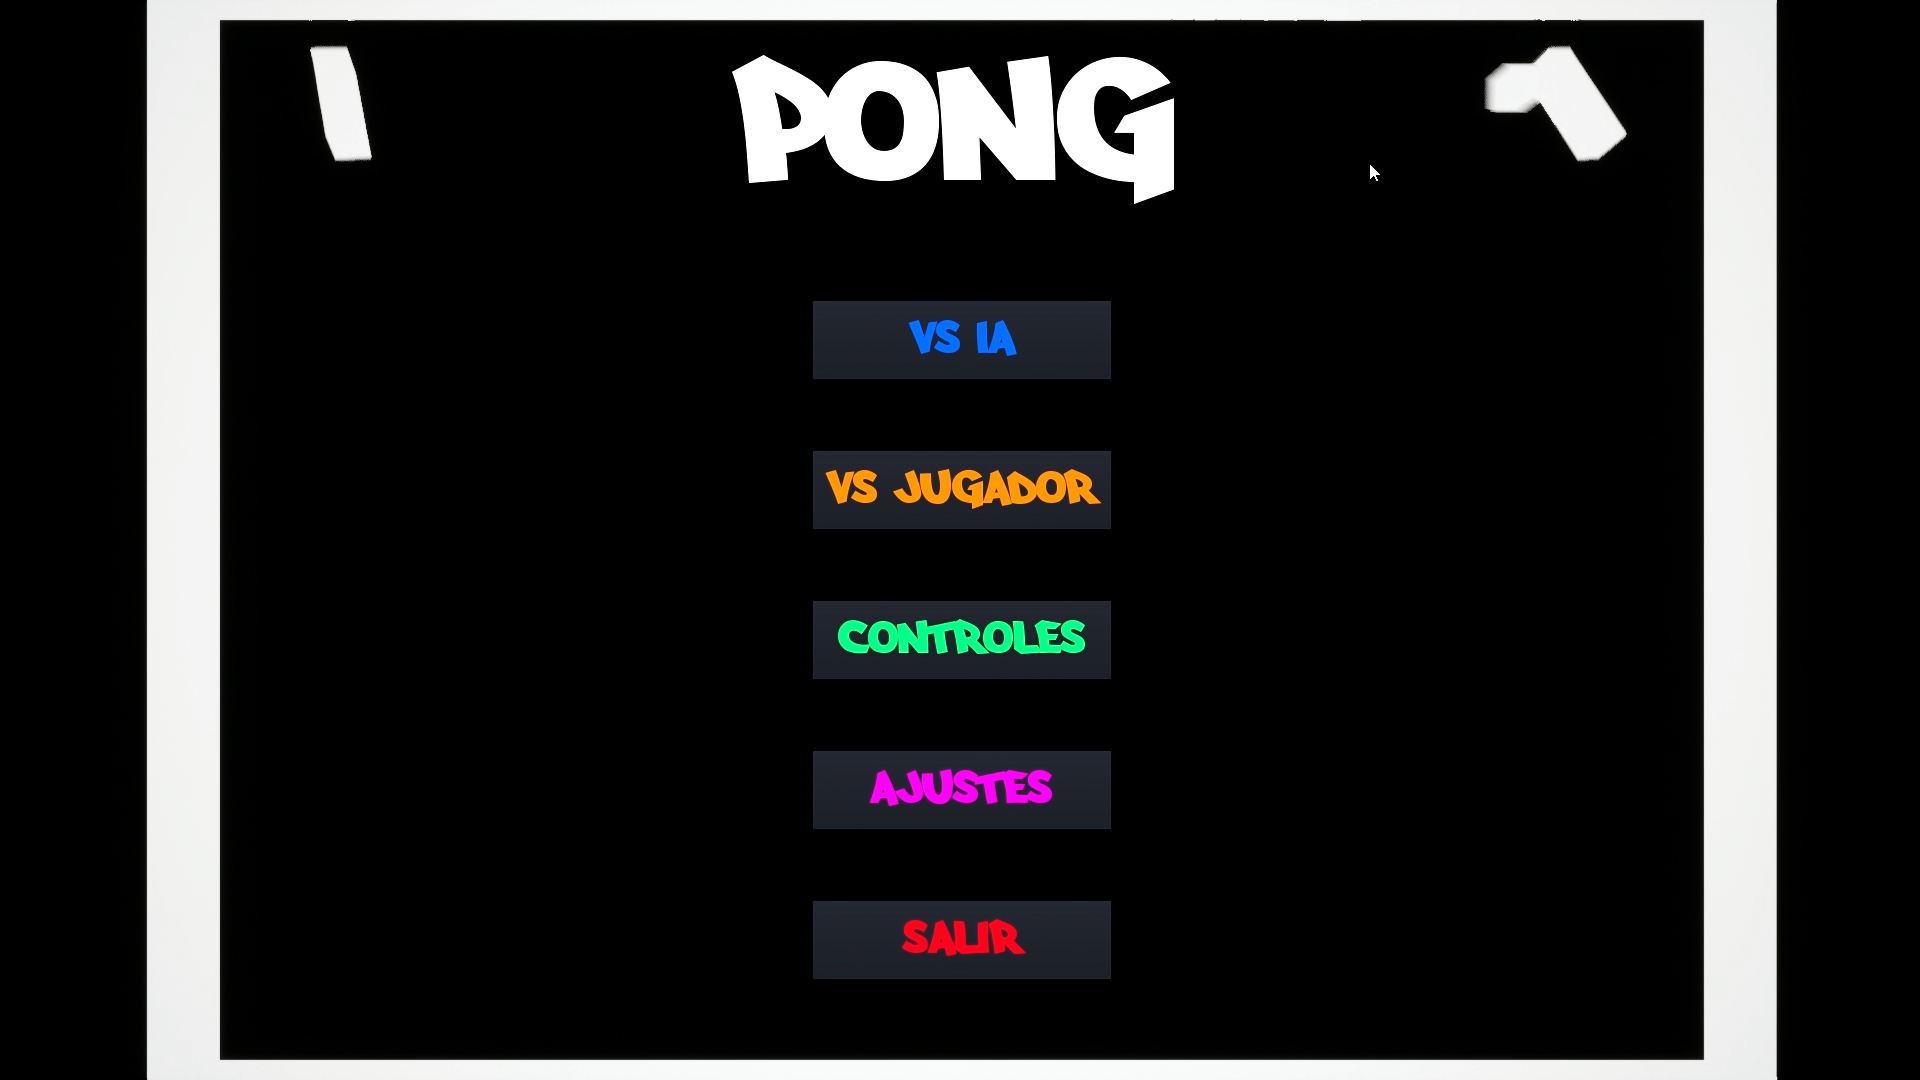 PONG
VS IA
VS JUGADOR
CONTROLES
AJUSTES
SALIR